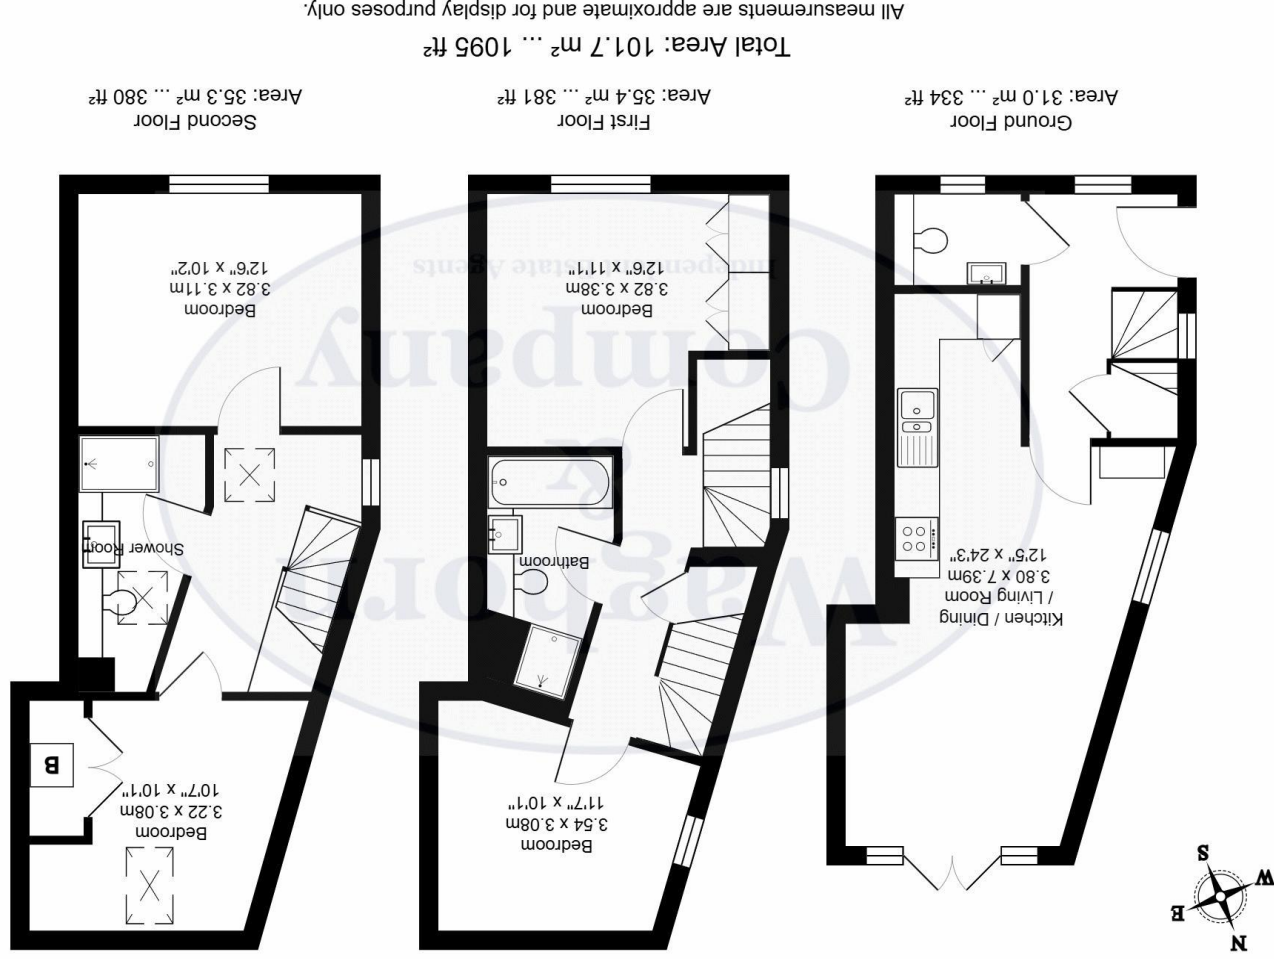 Kitchen / Dining
/ Living Room
3.80 x 7.39m
12'5" x 24'3"
Ground Floor
Area: 31.0 m² ... 334 ft²
Bedroom
3.54 x 3.08m
11'7" x 10'1"
Bathroom
Bedroom
3.82 x 3.38m
12'6" x 11'1"
First Floor
Area: 35.4 m² ... 381 ft²
Bedroom
3.22 x 3.08m
10'7" x 10'1"
B
Shower Room
Bedroom
3.82 x 3.11m
12'6" x 10'2"
Second Floor
Area: 35.3 m² ... 380 ft²
Total Area: 101.7 m² ... 1095 ft²
All measurements are approximate and for display purposes only.
N
E
W
S
Waghorn
&
Company
Independent Estate Agents